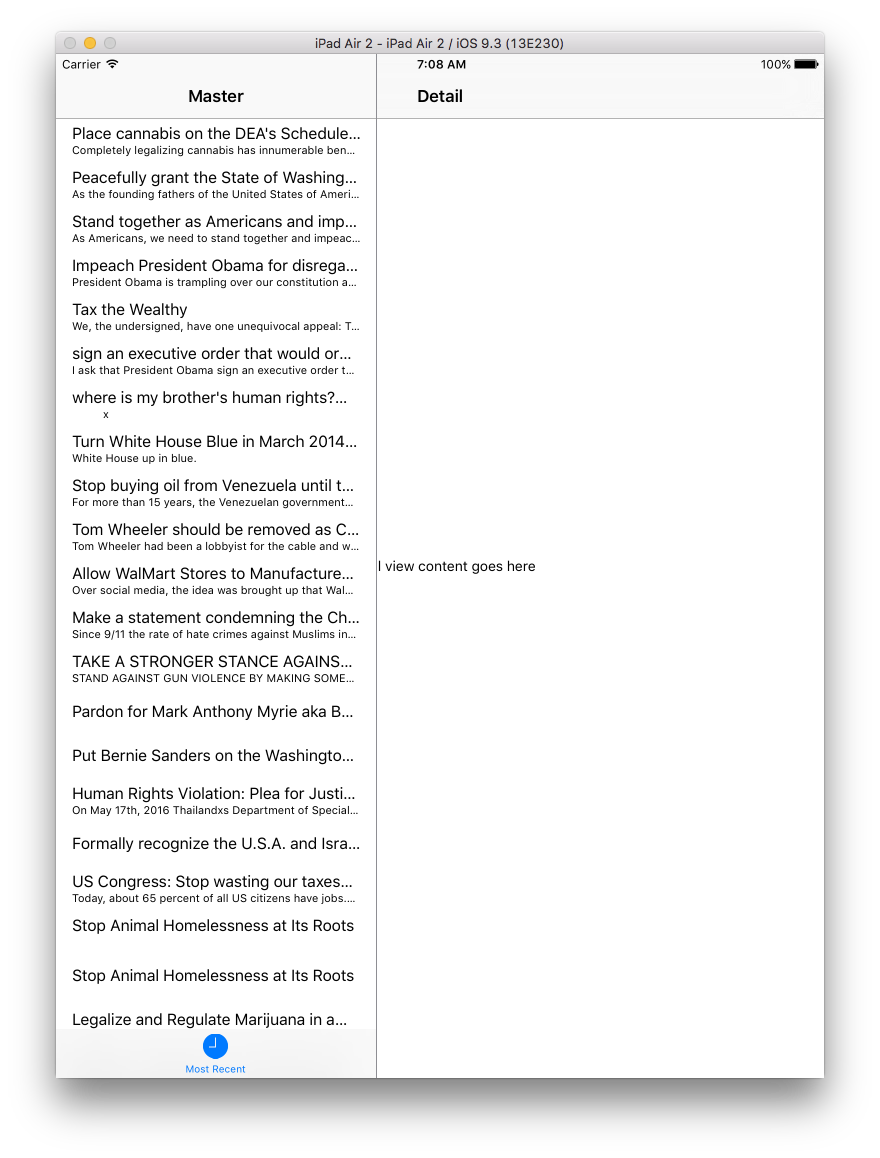 iPad Air 2 - iPad Air 2 / iOS 9.3 (13E230)
Carrier 7:08 AM 100%
Master Detail
Place cannabis on the DEA's Schedule...
Completely legalizing cannabis has innumerable ben...
Peacefully grant the State of Washing...
As the founding fathers of the United States of Ameri...
Stand together as Americans and imp...
As Americans, we need to stand together and impeac...
Impeach President Obama for disrega...
President Obama is trampling over our constitution a...
Tax the Wealthy
We, the undersigned, have one unequivocal appeal: T...
sign an executive order that would or...
I ask that President Obama sign an executive order t...
where is my brother's human rights?...
x
Turn White House Blue in March 2014...
White House up in blue.
Stop buying oil from Venezuela until t...
For more than 15 years, the Venezuelan government...
Tom Wheeler should be removed as C...
Tom Wheeler had been a lobbyist for the cable and w...
l view content goes here
Allow WalMart Stores to Manufacture...
Over social media, the idea was brought up that Wal...
Make a statement condemning the Ch...
Since 9/11 the rate of hate crimes against Muslims in...
TAKE A STRONGER STANCE AGAINS...
STAND AGAINST GUN VIOLENCE BY MAKING SOME...
Pardon for Mark Anthony Myrie aka B...
Put Bernie Sanders on the Washingto...
Human Rights Violation: Plea for Justi...
On May 17th, 2016 Thailandxs Department of Special...
Formally recognize the U.S.A. and Isra...
US Congress: Stop wasting our taxes...
Today, about 65 percent of all US citizens have jobs....
Stop Animal Homelessness at Its Roots
Stop Animal Homelessness at Its Roots
Legalize and Regulate Marijuana in a...
Most Recent